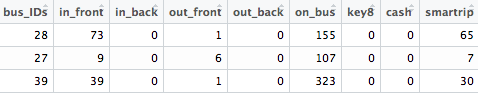 bus_IDs in_front in_back out_front out_back on_bus key8 cash smartrip
28 73 0 1 0 155 0 0 65
27 9 0 6 0 107 0 0 7
39 39 0 1 0 323 0 0 30